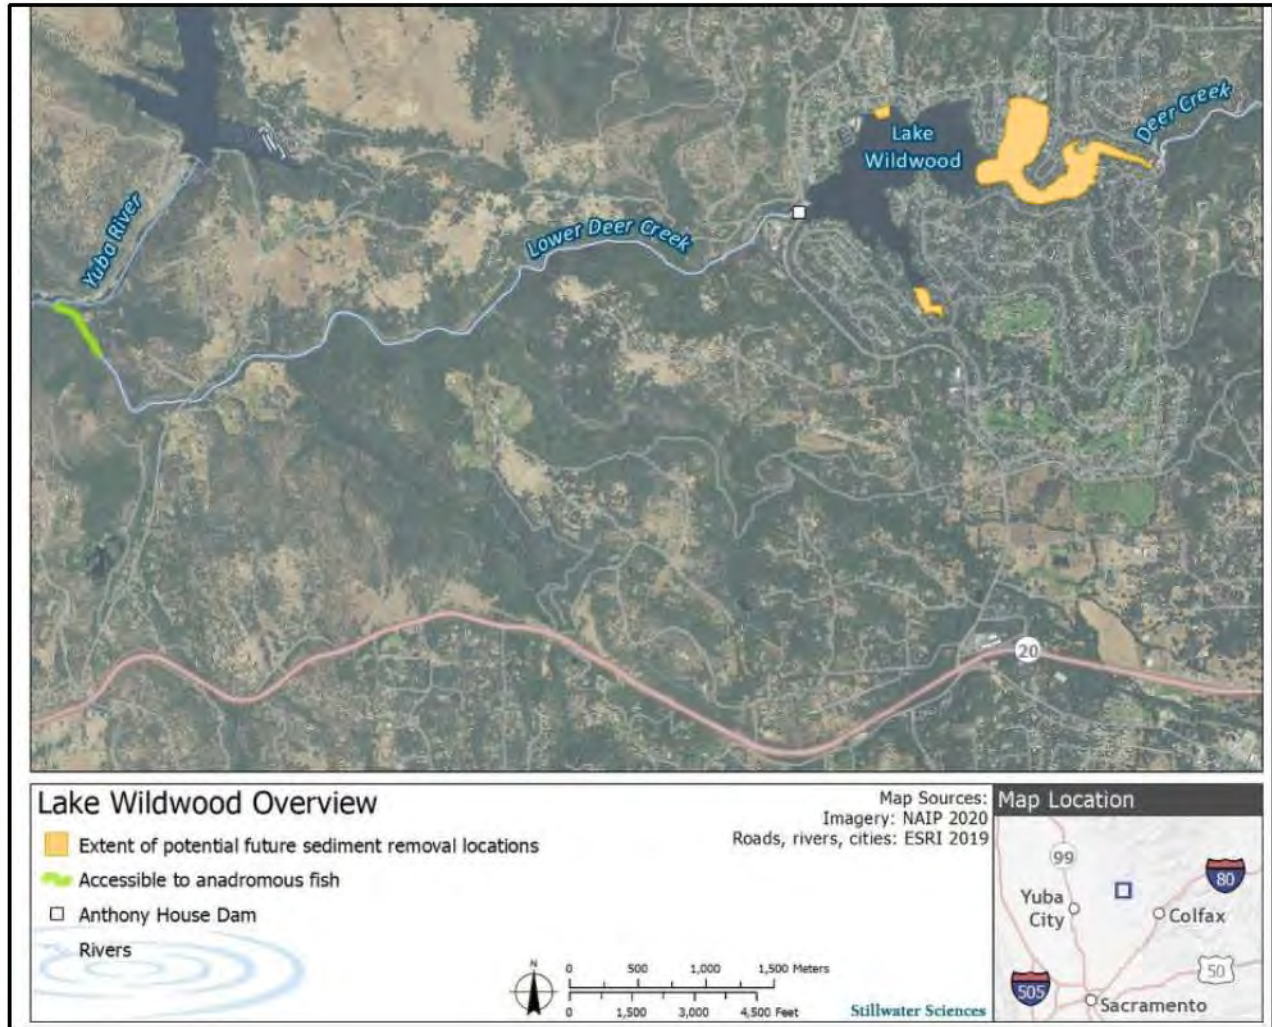 Deer Creek
Lake
Wildwood
Yuba River
Lower Deer Creek
20
Lake Wildwood Overview
Extent of potential future sediment removal locations
Accessible to anadromous fish
Anthony House Dam
Rivers
Map Sources:
Imagery: NAIP 2020
Roads, rivers, cities: ESRI 2019
N
0 500 1,000 1,500 Meters
0 1,500 3,000 4,500 Feet
Stillwater Sciences
Map Location
99
80
Yuba
City
Colfax
50
505
Sacramento